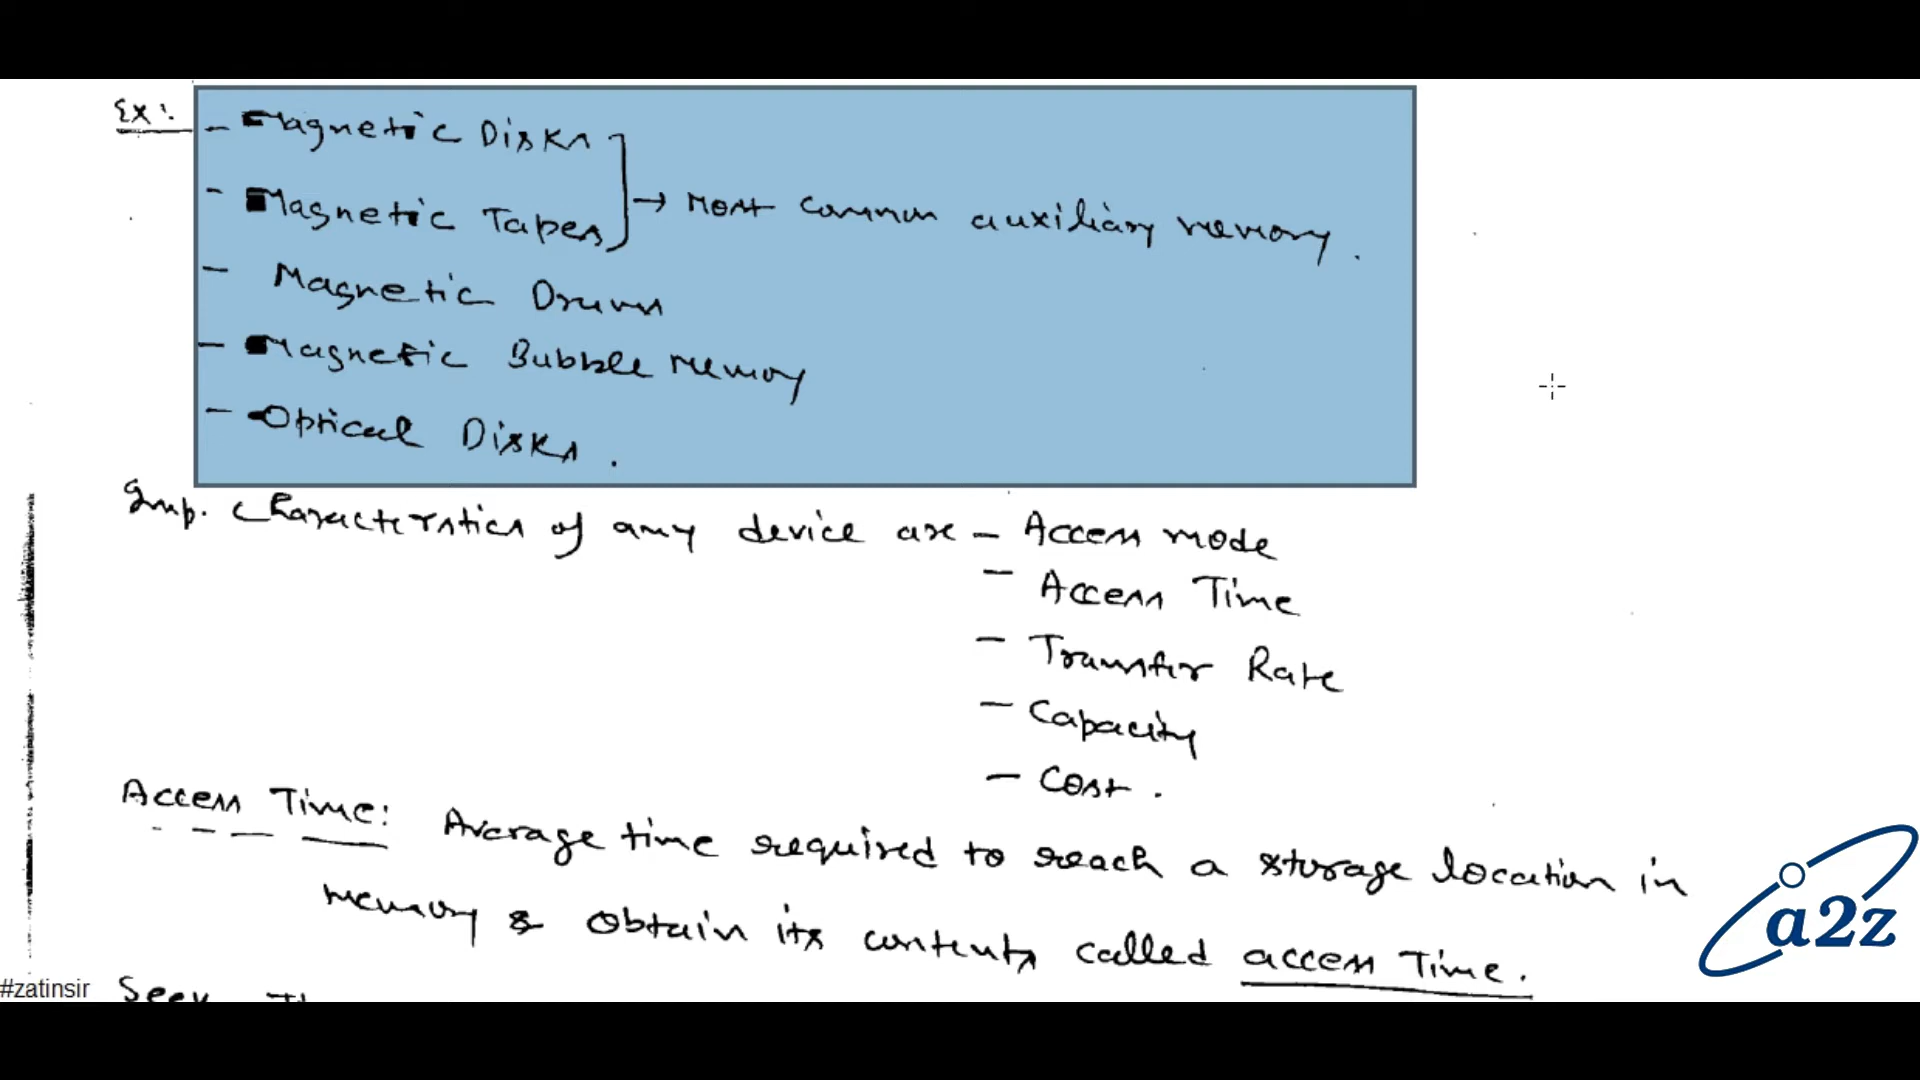 Ex:
- Magnetic Disks
- Magnetic Tapes → Most common auxiliary memory.
- Magnetic Drums
- Magnetic Bubble Memory
- Optical Disks.
Imp. Characteristics of any device are - Access mode
- Access Time
- Transfer Rate
- Capacity
- Cost.
Access Time: Average time required to reach a storage location in
memory & obtain its contents called access Time.
a2z
#zatinsir
Seek